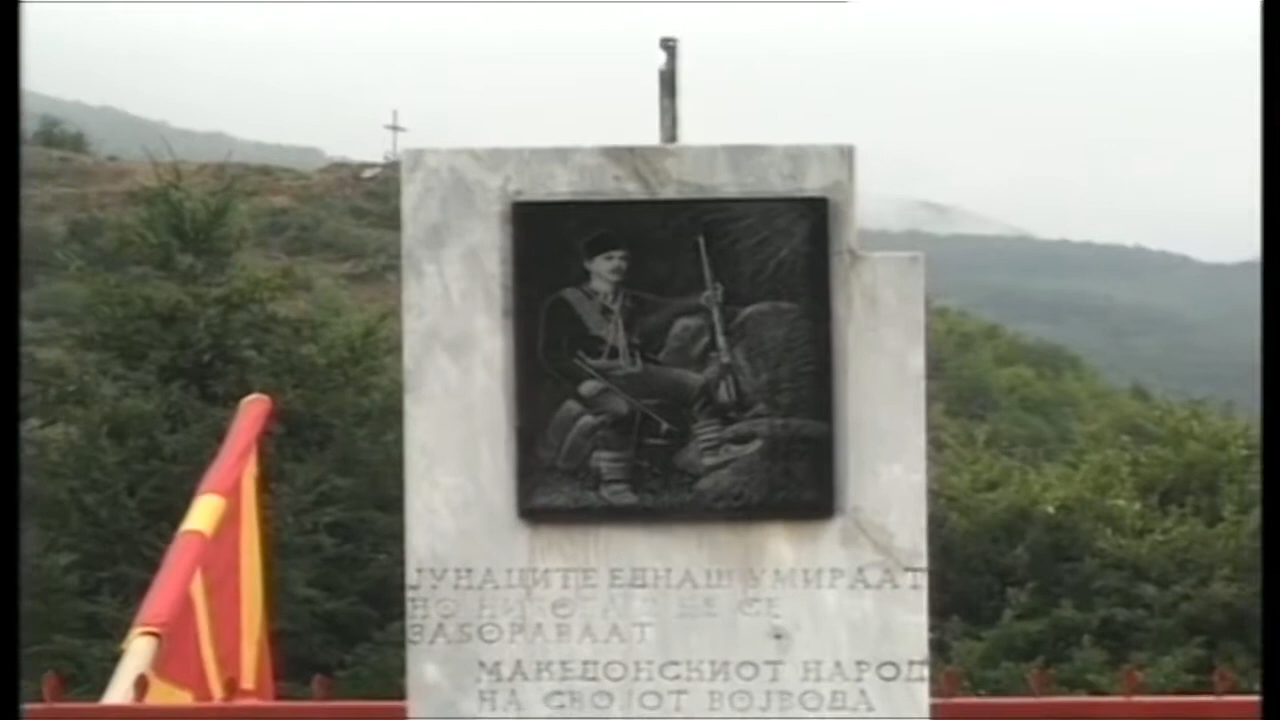 ЈУНАЦИТЕ ЕДНАШ УМИРААТ
НО НИКОГАШ НЕ СЕ
ЗАБОРАВААТ
МАКЕДОНСКИОТ НАРОД
НА СВОЈОТ ВОЈВОДА